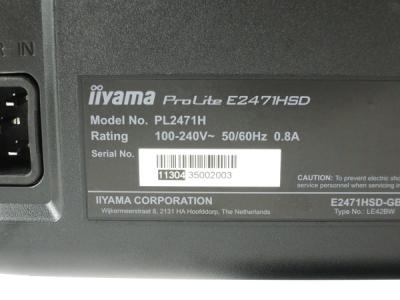 R IN
iiyama ProLite E2471HSD
Model No. PL2471H
Rating 100-240V~ 50/60Hz 0.8A
Serial No.
11304 35002003
CAUTION: To prevent electric sho
service personnel when servicing in
IIYAMA CORPORATION
Wijkermeerstraat 8, 2131 HA Hoofddorp, The Netherlands
E2471HSD-GB
Type No.: LE42BW